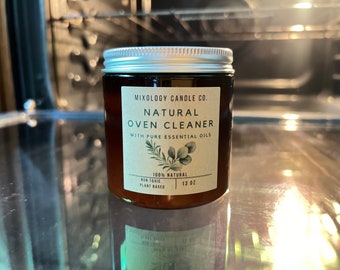 MIXOLOGY CANDLE CO.
NATURAL
OVEN CLEANER
WITH PURE ESSENTIAL OILS
100% NATURAL
NON TOXIC
PLANT BASED
13 OZ